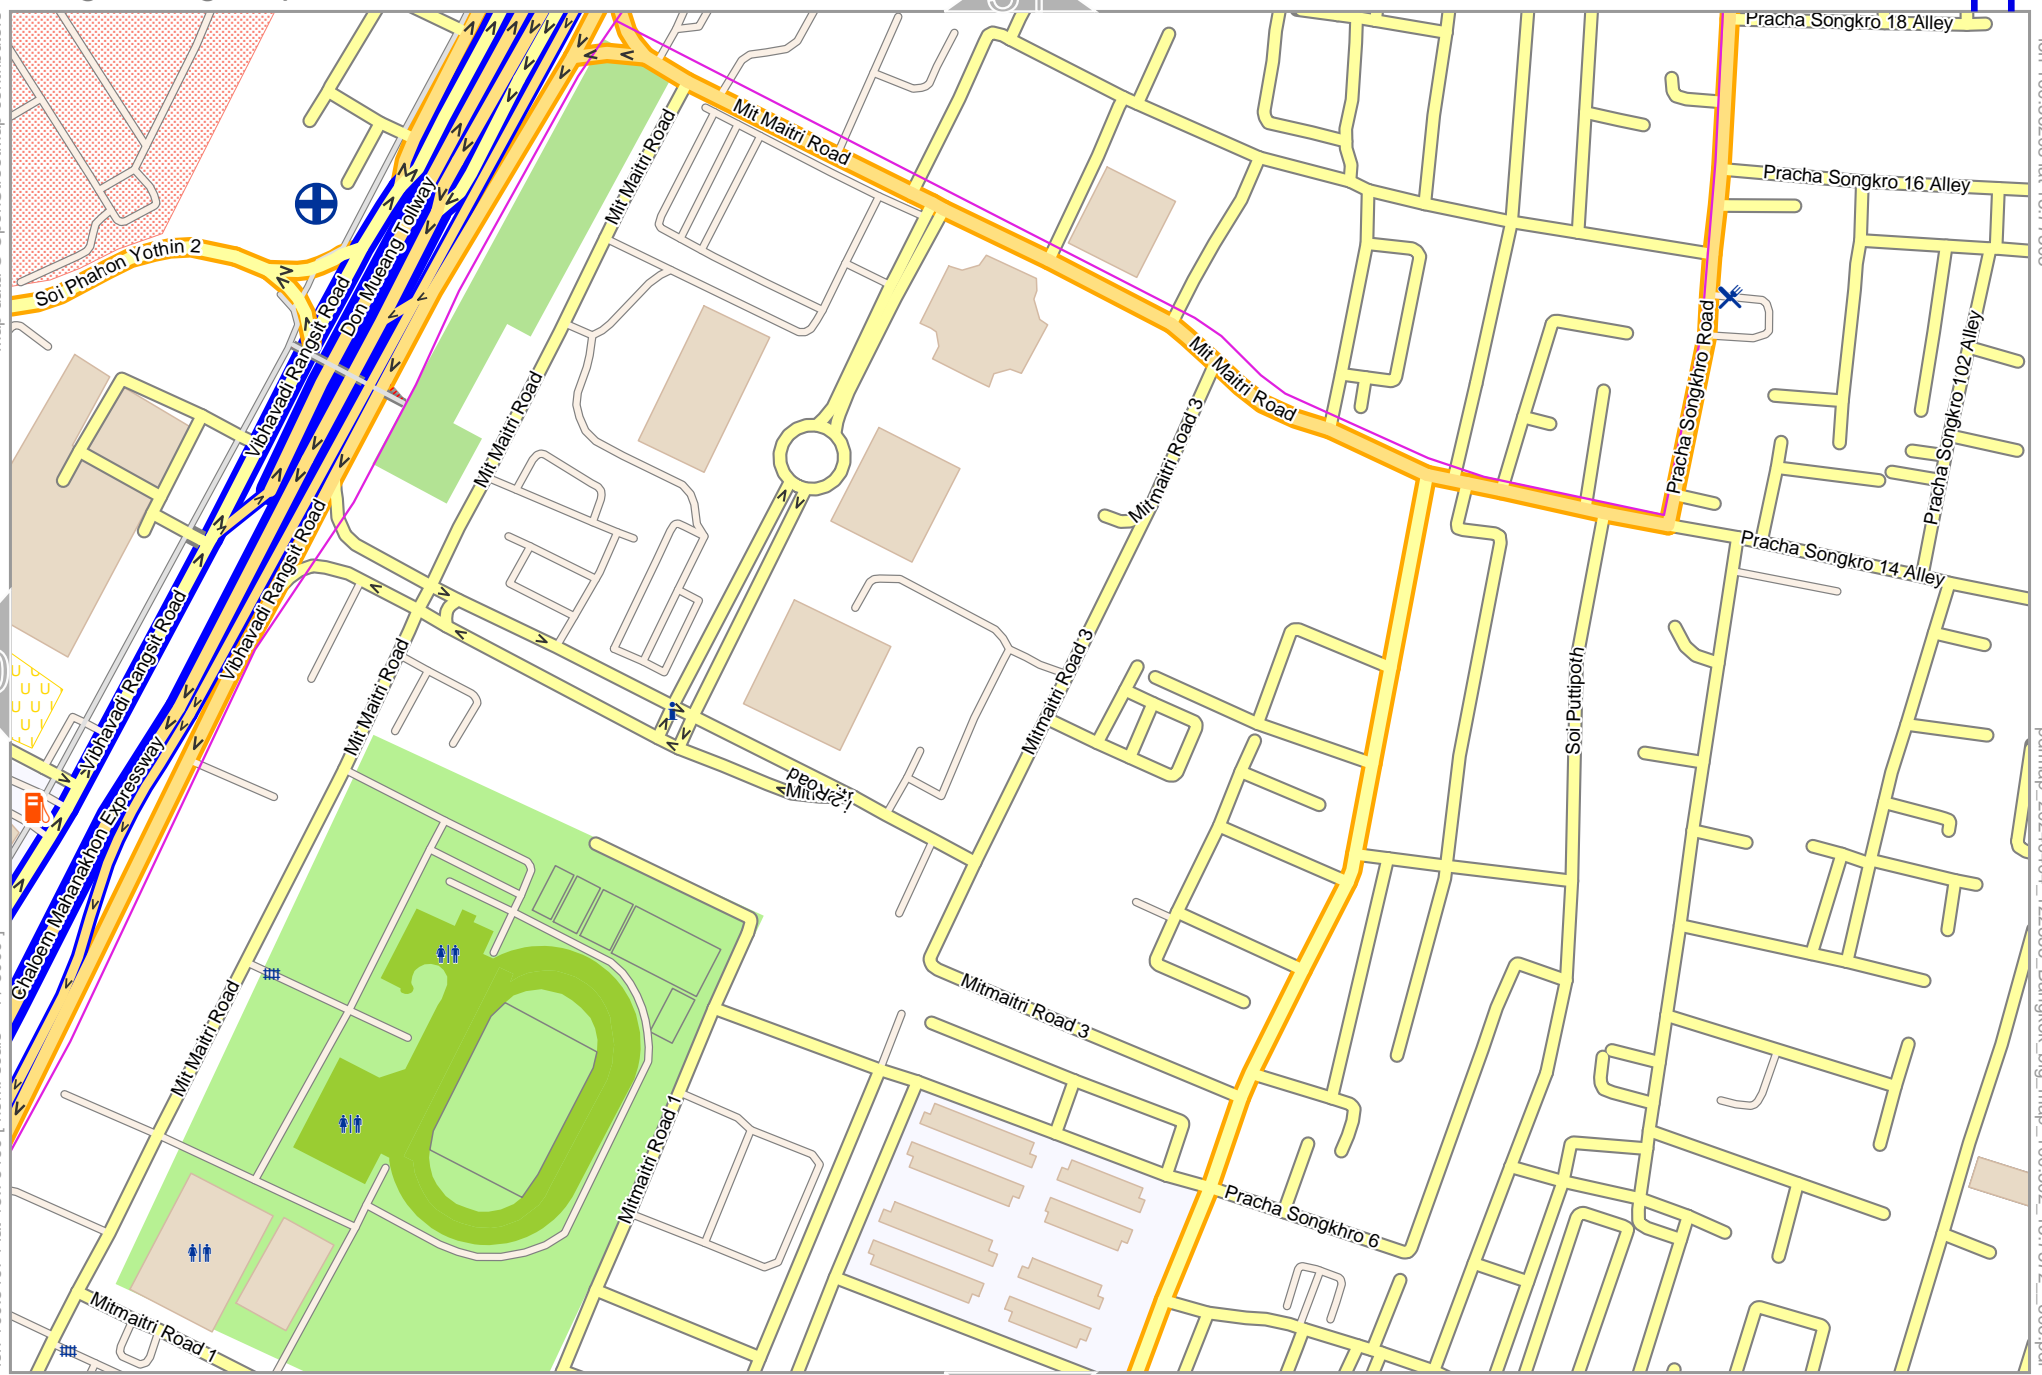 Pracha Songkro 18 Alley
Mit Maitri Road
Mit Maitri Road
Pracha Songkro 16 Alley
Don Mueang Tollway
Soi Phahon Yothin 2
Vibhavadi Rangsit Road
Mit Maitri Road
Pracha Songkhro Road
Pracha Songkro 102 Alley
Mit Maitri Road
Mitmaitri Road 3
Pracha Songkro 14 Alley
Vibhavadi Rangsit Road
Vibhavadi Rangsit Road
Mit Maitri Road
Mitmaitri Road 3
Soi Puttipoth
Chaloem Mahanakhon Expressway
Mit Maitri Road
Mitmaitri Road 3
Mitmaitri Road 1
Pracha Songkhro 6
Mitmaitri Road 1